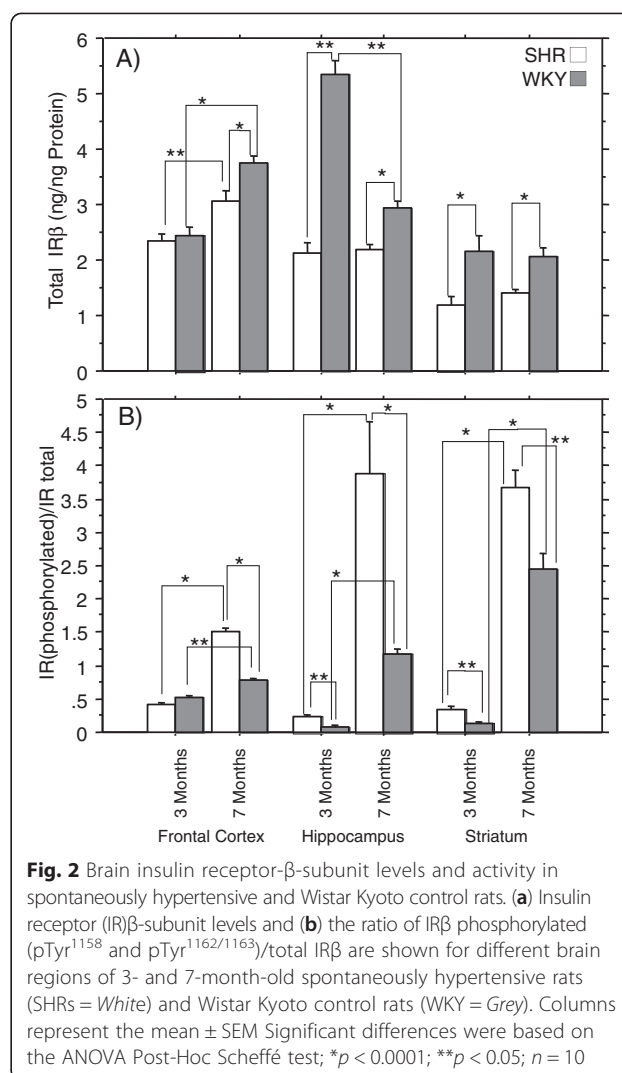 A)
SHR
WKY
Total IRβ (ng/ng Protein)
6
5
4
3
2
1
0
** ** * * ** * * *
B)
IR(phosphorylated)/IR total
5
4.5
4
3.5
3
2.5
2
1.5
1
.5
0
* * * * ** * * * ** ** **
3 Months 7 Months 3 Months 7 Months 3 Months 7 Months
Frontal Cortex Hippocampus Striatum
Fig. 2 Brain insulin receptor-β-subunit levels and activity in
spontaneously hypertensive and Wistar Kyoto control rats. (a) Insulin
receptor (IR)β-subunit levels and (b) the ratio of IRβ phosphorylated
(pTyr1158 and pTyr1162/1163)/total IRβ are shown for different brain
regions of 3- and 7-month-old spontaneously hypertensive rats
(SHRs = White) and Wistar Kyoto control rats (WKY = Grey). Columns
represent the mean ± SEM Significant differences were based on
the ANOVA Post-Hoc Scheffé test; *p < 0.0001; **p < 0.05; n = 10